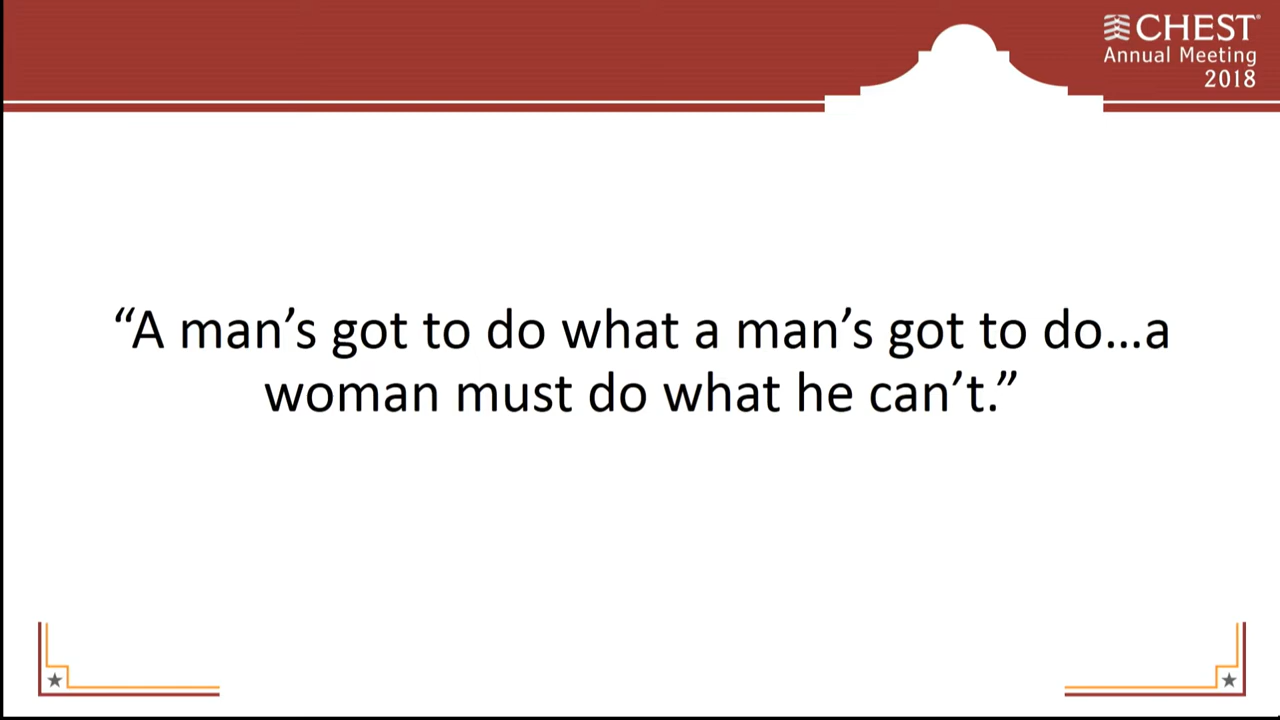 CHEST®
Annual Meeting
2018
“A man’s got to do what a man’s got to do...a
woman must do what he can’t.”